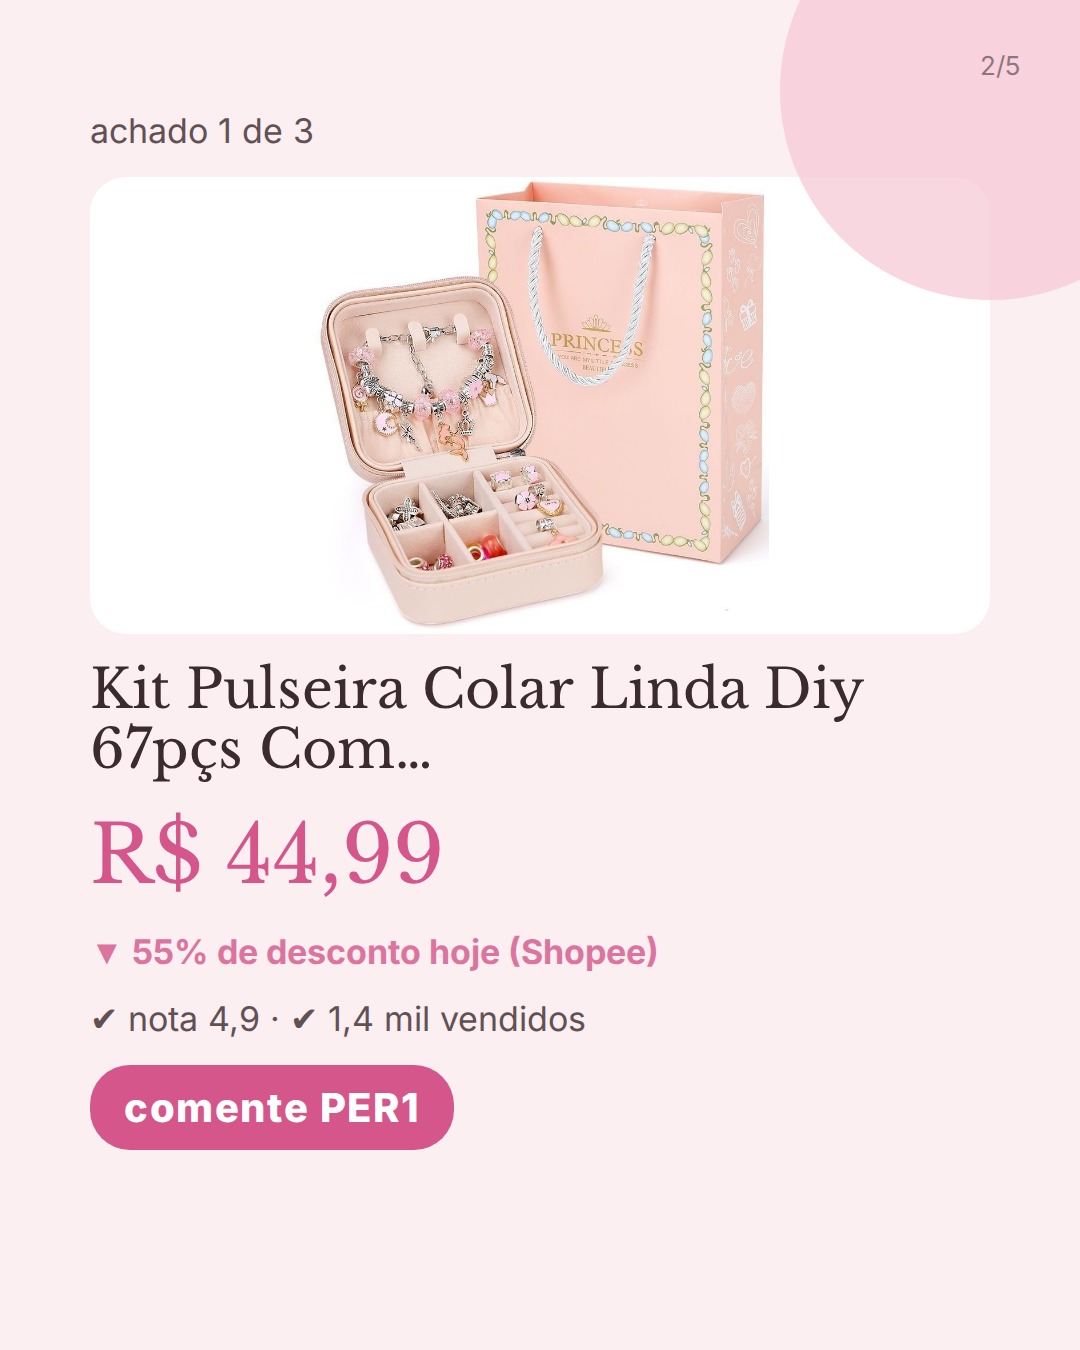 2/5
achado 1 de 3
PRINCESS
Kit Pulseira Colar Linda Diy
67pçs Com...
R$ 44,99
▼ 55% de desconto hoje (Shopee)
✔ nota 4,9 · ✔ 1,4 mil vendidos
comente PER1